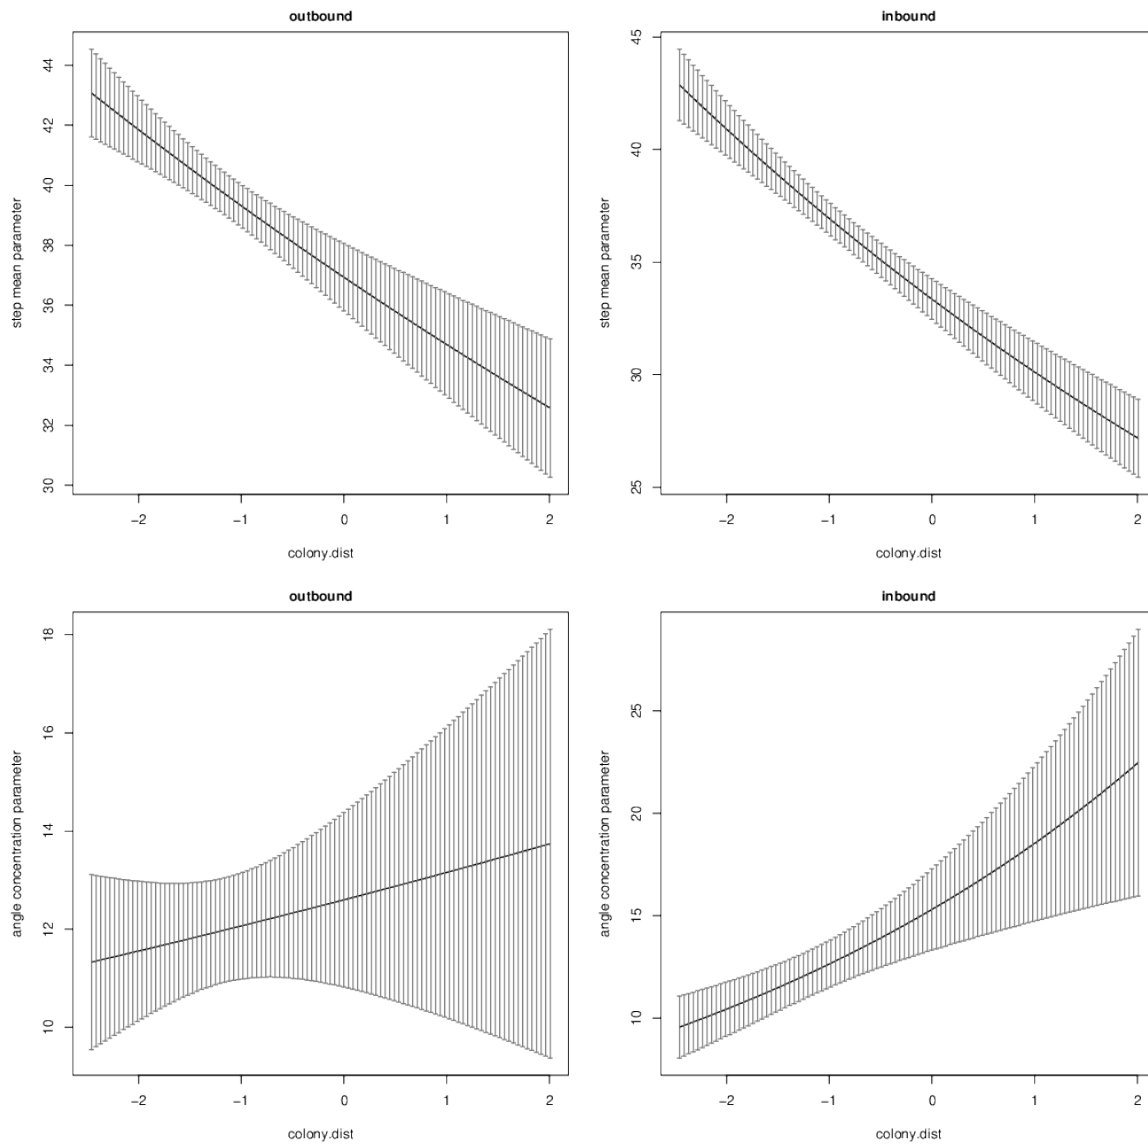 outbound
step mean parameter
44
42
40
38
36
34
32
30
−2 −1 0 1 2
colony.dist
inbound
step mean parameter
45
40
35
30
25
−2 −1 0 1 2
colony.dist
outbound
angle concentration parameter
18
16
14
12
10
−2 −1 0 1 2
colony.dist
inbound
angle concentration parameter
25
20
15
10
−2 −1 0 1 2
colony.dist